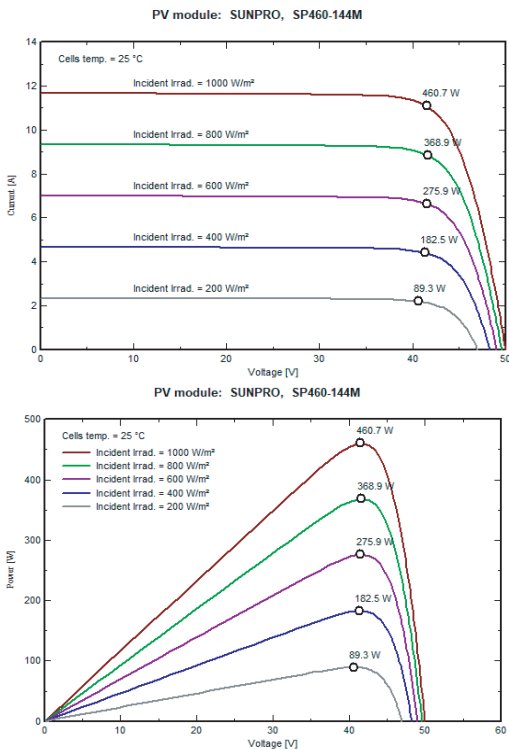 PV module:  SUNPRO,  SP460-144M
14
12
10
8
6
4
2
0
Current [A]
Cells temp. = 25 °C
Incident Irrad. = 1000 W/m²
460.7 W
Incident Irrad. = 800 W/m²
368.9 W
Incident Irrad. = 600 W/m²
275.9 W
Incident Irrad. = 400 W/m²
182.5 W
Incident Irrad. = 200 W/m²
89.3 W
0 10 20 30 40 50
Voltage [V]
PV module:  SUNPRO,  SP460-144M
500
400
300
200
100
0
Power [W]
Cells temp. = 25 °C
Incident Irrad. = 1000 W/m²
Incident Irrad. = 800 W/m²
Incident Irrad. = 600 W/m²
Incident Irrad. = 400 W/m²
Incident Irrad. = 200 W/m²
460.7 W
368.9 W
275.9 W
182.5 W
89.3 W
0 10 20 30 40 50 60
Voltage [V]